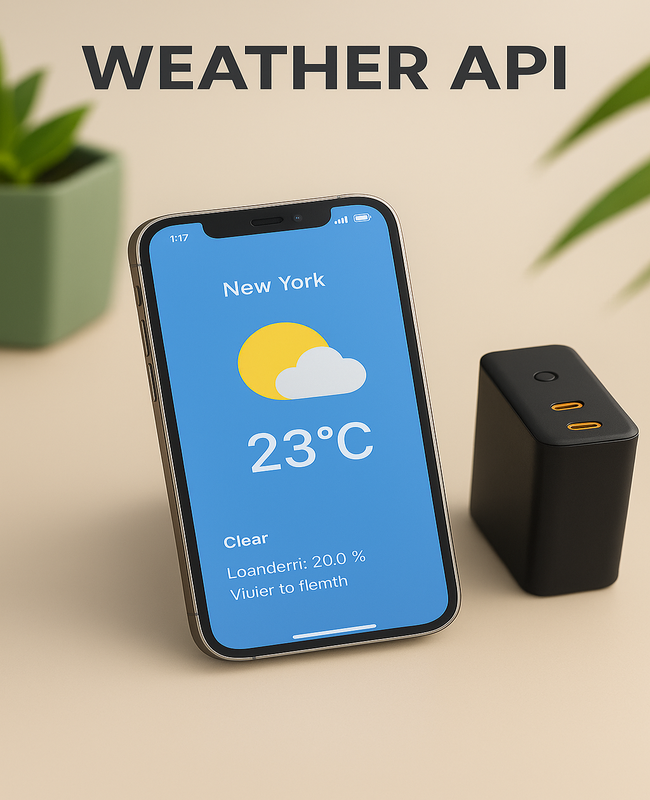 WEATHER API
1:17
New York
23°C
Clear
Loanderri: 20.0 %
Viuier to flemth